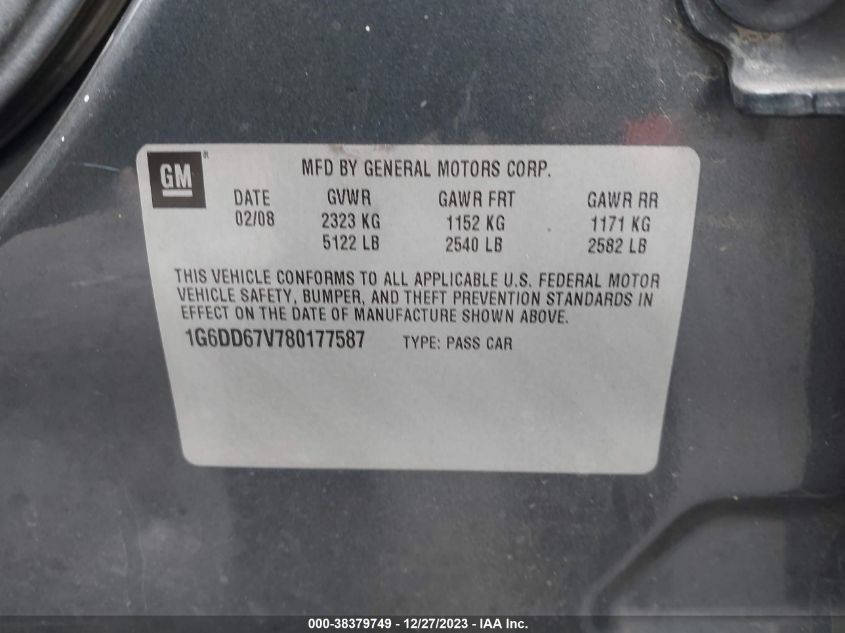 GM
MFD BY GENERAL MOTORS CORP.
DATE GVWR GAWR FRT GAWR RR
02/08 2323 KG 1152 KG 1171 KG
5122 LB 2540 LB 2582 LB
THIS VEHICLE CONFORMS TO ALL APPLICABLE U.S. FEDERAL MOTOR
VEHICLE SAFETY, BUMPER, AND THEFT PREVENTION STANDARDS IN
EFFECT ON THE DATE OF MANUFACTURE SHOWN ABOVE.
1G6DD67V780177587 TYPE: PASS CAR
000-38379749 - 12/27/2023 - IAA Inc.